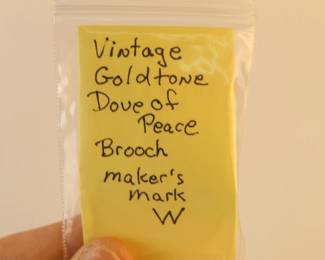 Vintage
Goldtone
Dove of
Peace
Brooch
maker's
mark
W